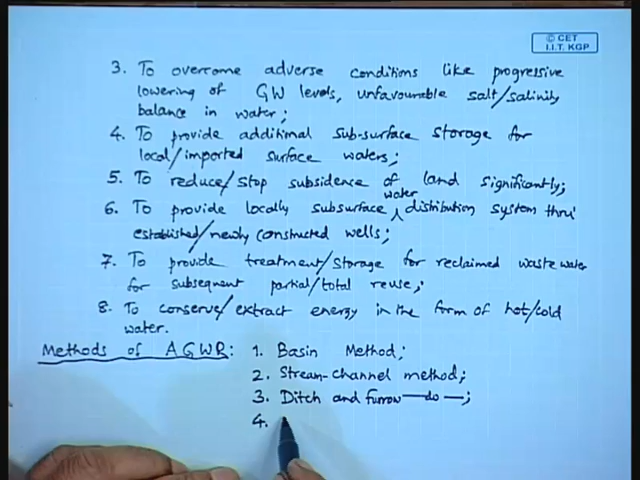 © CET
I.I.T. KGP
3. To overcome adverse conditions like progressive
lowering of GW levels, unfavourable salt/salinity
balance in water;
4. To provide additional sub-surface storage for
local/imported surface waters;
5. To reduce/stop subsidence of land significantly;
water
6. To provide locally subsurface ^ distribution system thru'
established/newly constructed wells;
7. To provide treatment/storage for reclaimed waste water
for subsequent partial/total reuse;
8. To conserve/extract energy in the form of hot/cold
water.
Methods of AGWR: 1. Basin Method;
2. Stream-channel method;
3. Ditch and furrow —do—;
4.